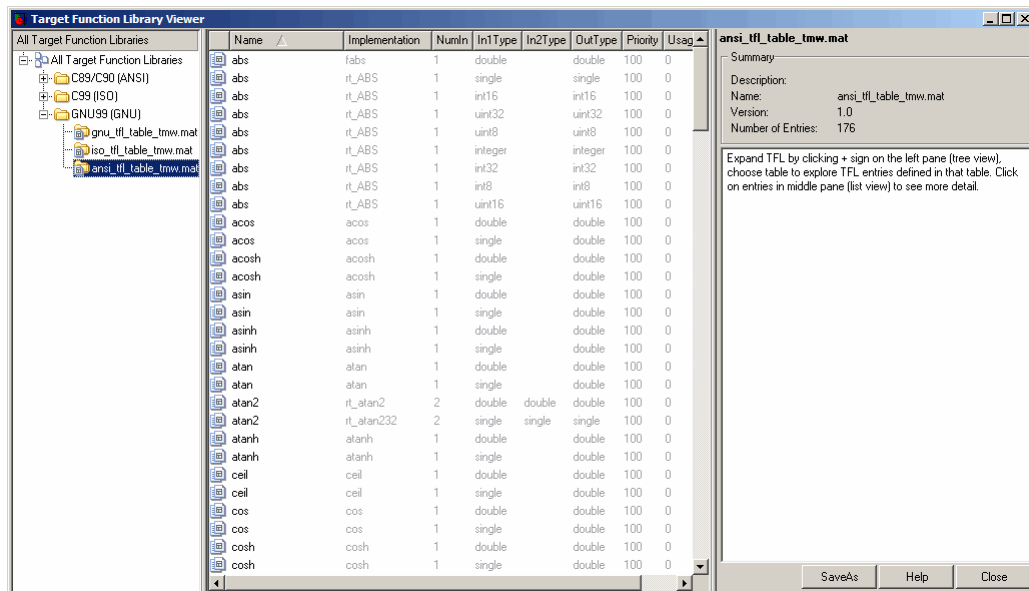 Target Function Library Viewer
All Target Function Libraries
All Target Function Libraries
C89/C90 (ANSI)
C99 (ISO)
GNU99 (GNU)
gnu_tfl_table_tmw.mat
iso_tfl_table_tmw.mat
ansi_tfl_table_tmw.mat
Name Implementation NumIn In1Type In2Type OutType Priority Usag
abs fabs 1 double double 100 0
abs rt_ABS 1 single single 100 0
abs rt_ABS 1 int16 int16 100 0
abs rt_ABS 1 uint32 uint32 100 0
abs rt_ABS 1 uint8 uint8 100 0
abs rt_ABS 1 integer integer 100 0
abs rt_ABS 1 int32 int32 100 0
abs rt_ABS 1 int8 int8 100 0
abs rt_ABS 1 uint16 uint16 100 0
acos acos 1 double double 100 0
acos acos 1 single double 100 0
acosh acosh 1 double double 100 0
acosh acosh 1 single double 100 0
asin asin 1 double double 100 0
asin asin 1 single double 100 0
asinh asinh 1 double double 100 0
asinh asinh 1 single double 100 0
atan atan 1 double double 100 0
atan atan 1 single double 100 0
atan2 rt_atan2 2 double double double 100 0
atan2 rt_atan232 2 single single single 100 0
atanh atanh 1 double double 100 0
atanh atanh 1 single double 100 0
ceil ceil 1 double double 100 0
ceil ceil 1 single double 100 0
cos cos 1 double double 100 0
cos cos 1 single double 100 0
cosh cosh 1 double double 100 0
cosh cosh 1 single double 100 0
ansi_tfl_table_tmw.mat
Summary
Description:
Name: ansi_tfl_table_tmw.mat
Version: 1.0
Number of Entries: 176
Expand TFL by clicking + sign on the left pane (tree view),
choose table to explore TFL entries defined in that table. Click
on entries in middle pane (list view) to see more detail.
SaveAs Help Close